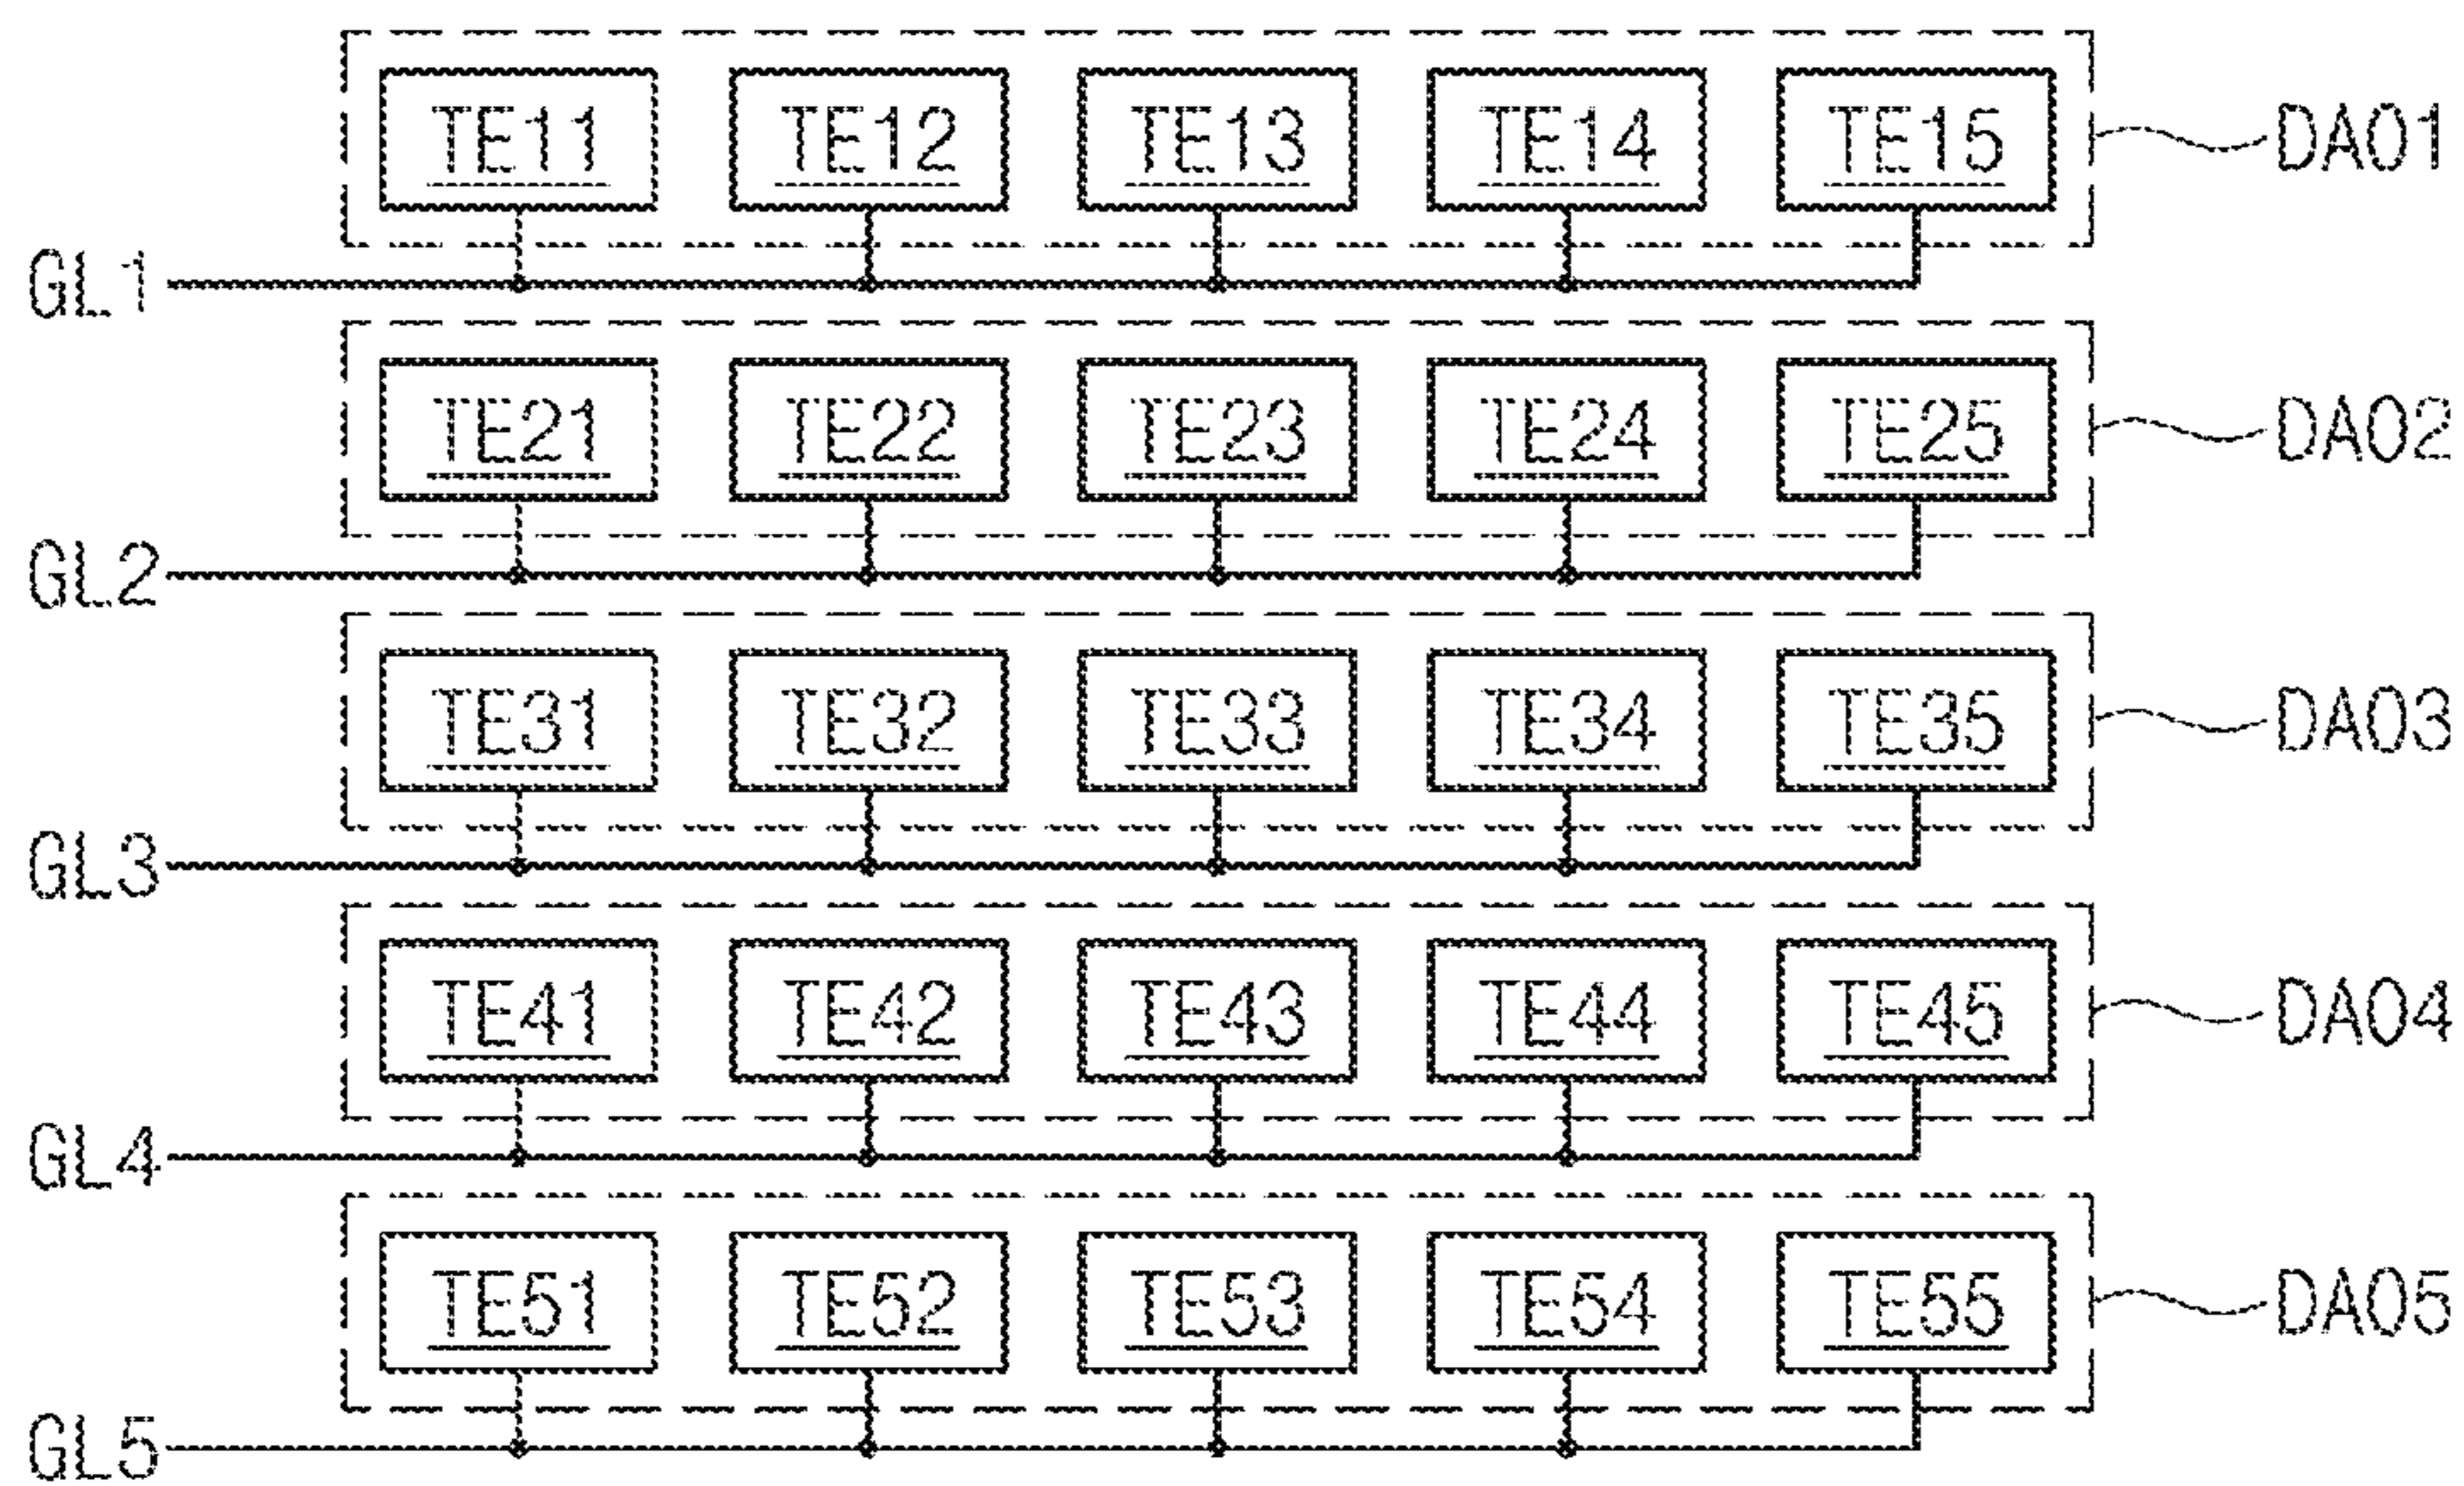 TE11 TE12 TE13 TE14 TE15 DA01
GL1
TE21 TE22 TE23 TE24 TE25 DA02
GL2
TE31 TE32 TE33 TE34 TE35 DA03
GL3
TE41 TE42 TE43 TE44 TE45 DA04
GL4
TE51 TE52 TE53 TE54 TE55 DA05
GL5